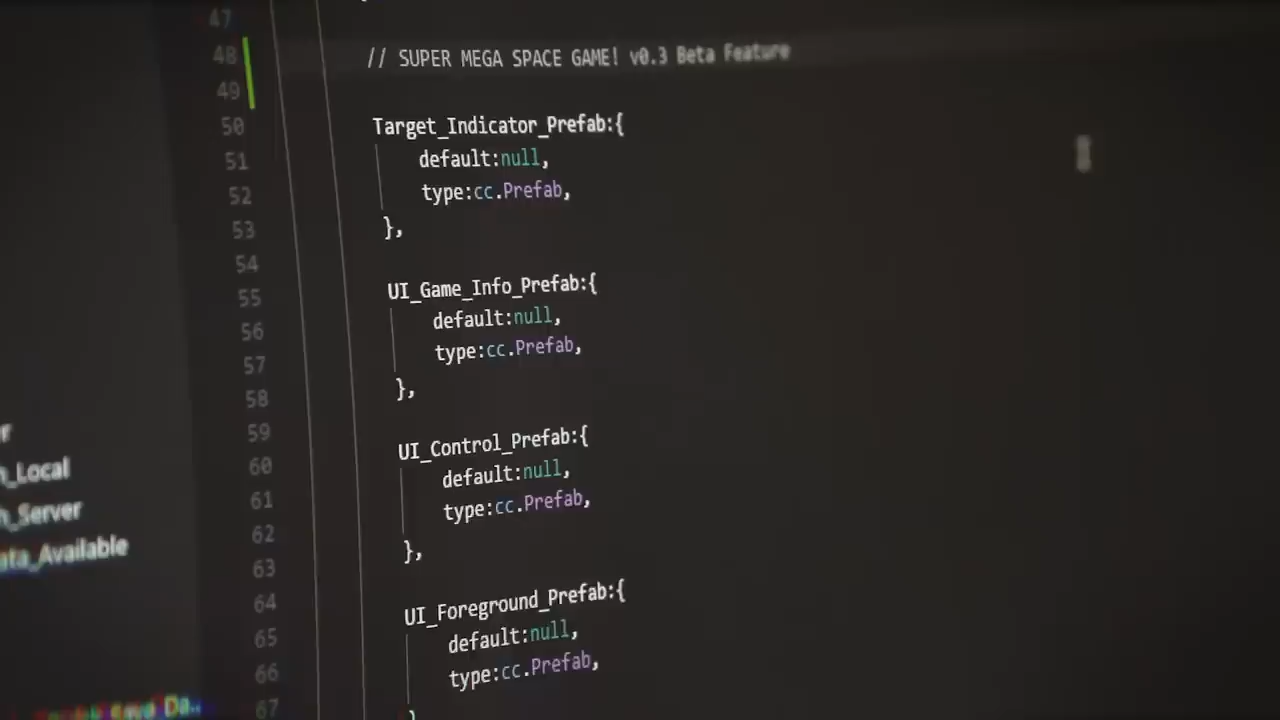 47
48 // SUPER MEGA SPACE GAME! v0.3 Beta Feature
49
50 Target_Indicator_Prefab:{
51 default:null,
52 type:cc.Prefab,
53 },
54
55 UI_Game_Info_Prefab:{
56 default:null,
57 type:cc.Prefab,
58 },
59
60 UI_Control_Prefab:{
61 default:null,
62 type:cc.Prefab,
63 },
64
65 UI_Foreground_Prefab:{
66 default:null,
67 type:cc.Prefab,
}
r
_Local
_Server
ata_Available
Da..